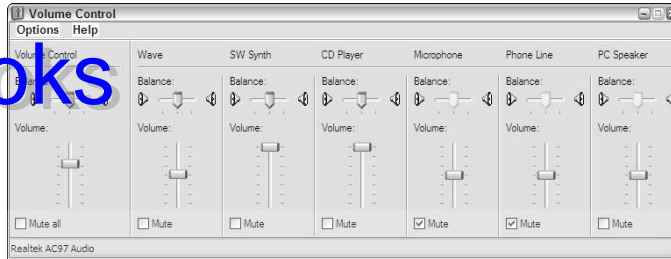 Volume Control
Options Help
Volume Control Wave SW Synth CD Player Microphone Phone Line PC Speaker
Balance: Balance: Balance: Balance: Balance: Balance:
Volume: Volume: Volume: Volume: Volume: Volume: Volume:
Mute all Mute Mute Mute Mute Mute Mute
Realtek AC97 Audio